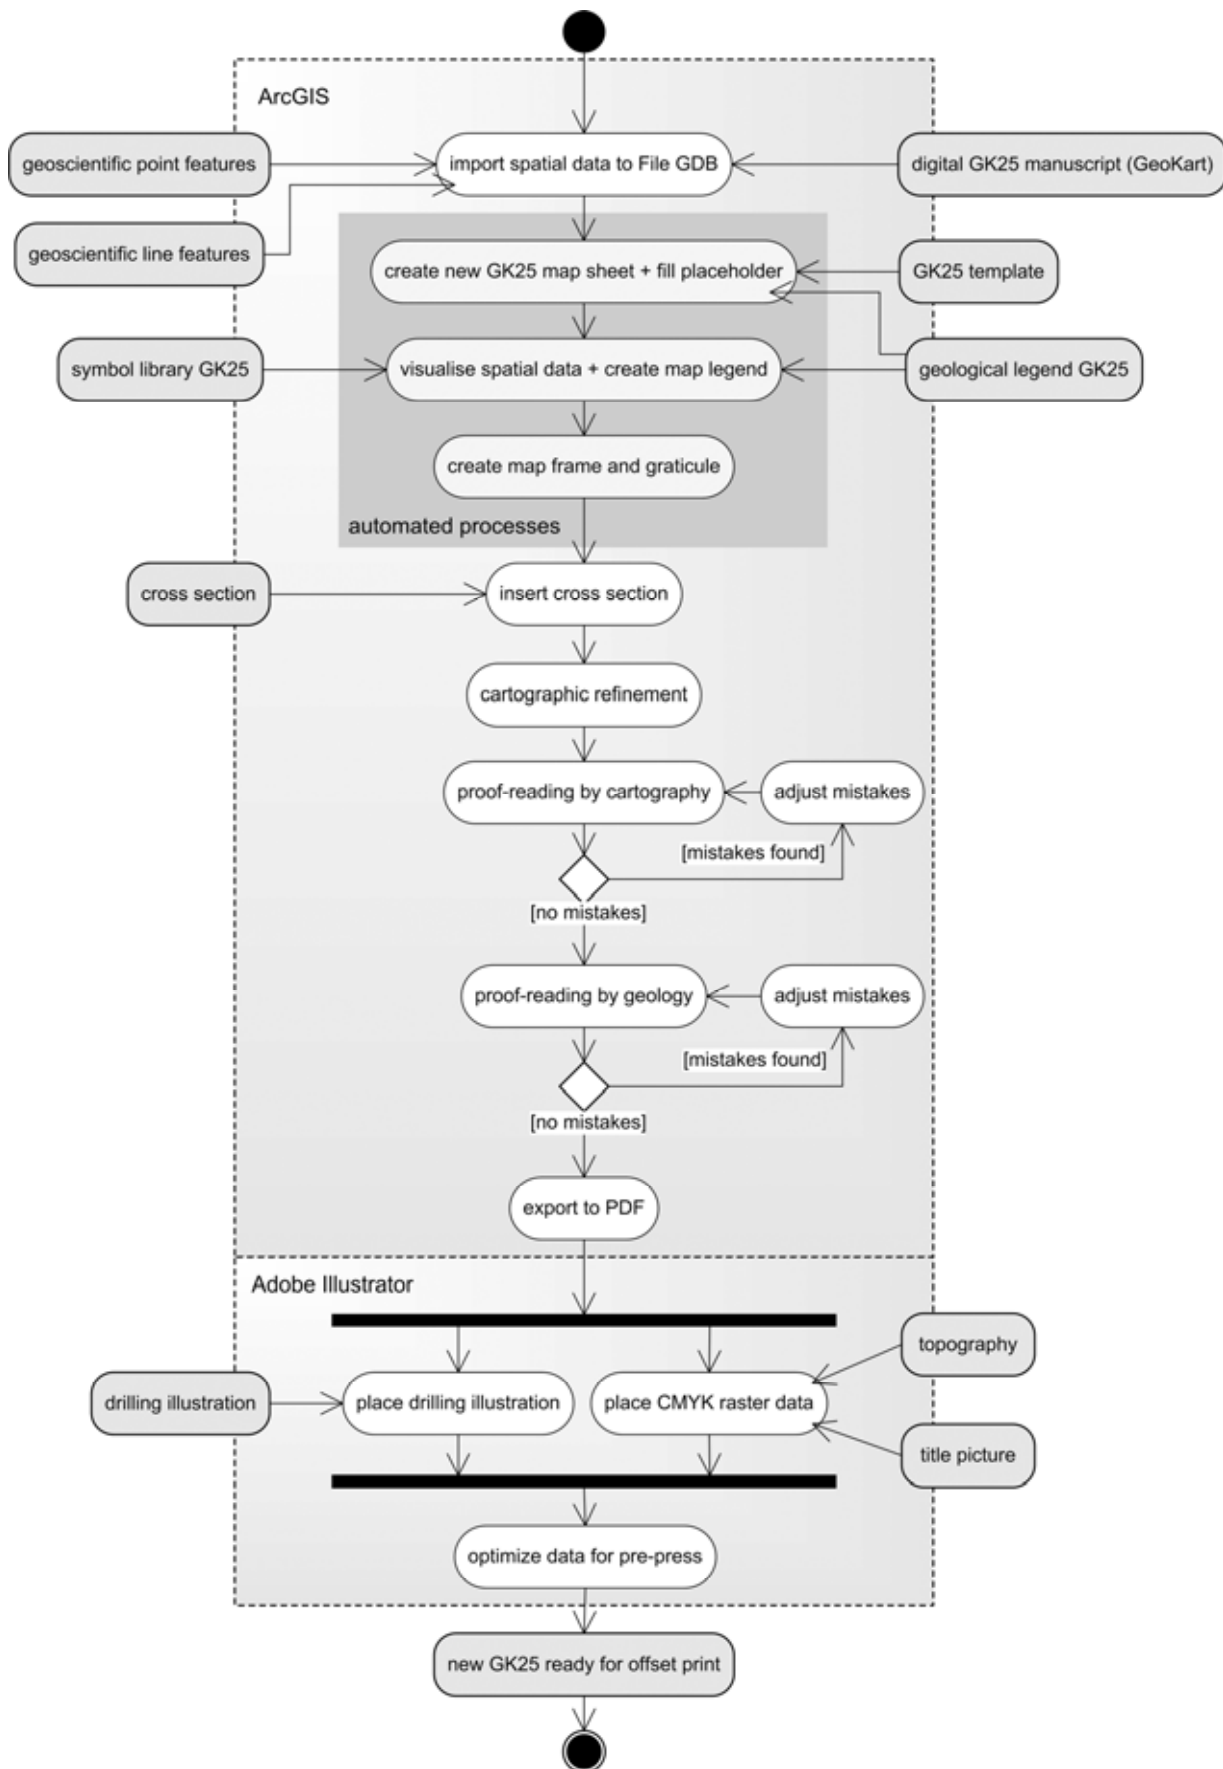 ArcGIS
geoscientific point features
import spatial data to File GDB
digital GK25 manuscript (GeoKart)
geoscientific line features
create new GK25 map sheet + fill placeholder
GK25 template
symbol library GK25
visualise spatial data + create map legend
geological legend GK25
create map frame and graticule
automated processes
cross section
insert cross section
cartographic refinement
proof-reading by cartography
adjust mistakes
[mistakes found]
[no mistakes]
proof-reading by geology
adjust mistakes
[mistakes found]
[no mistakes]
export to PDF
Adobe Illustrator
topography
drilling illustration
place drilling illustration
place CMYK raster data
title picture
optimize data for pre-press
new GK25 ready for offset print